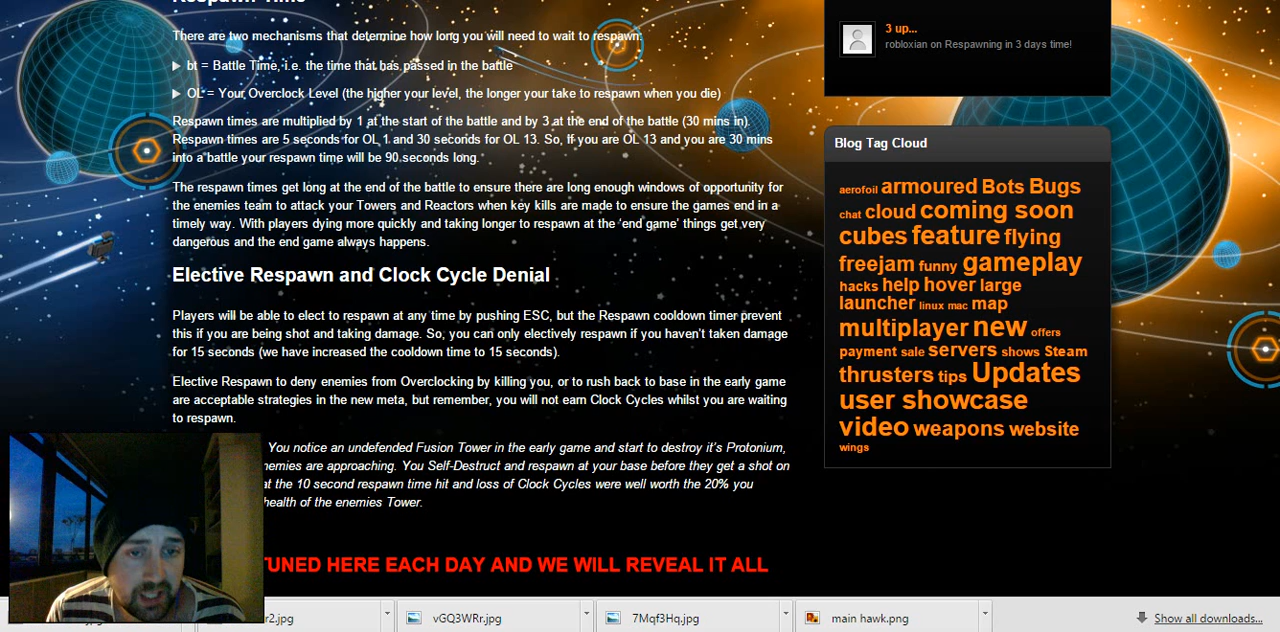 Respawn Time
There are two mechanisms that determine how long you will need to wait to respawn:
bt = Battle Time, i.e. the time that has passed in the battle
OL = Your Overclock Level (the higher your level, the longer your take to respawn when you die)
Respawn times are multiplied by 1 at the start of the battle and by 3 at the end of the battle (30 mins in).
Respawn times are 5 seconds for OL 1 and 30 seconds for OL 13. So, if you are OL 13 and you are 30 mins
into a battle your respawn time will be 90 seconds long.
The respawn times get long at the end of the battle to ensure there are long enough windows of opportunity for
the enemies team to attack your Towers and Reactors when key kills are made to ensure the games end in a
timely way. With players dying more quickly and taking longer to respawn at the ‘end game’ things get very
dangerous and the end game always happens.
Elective Respawn and Clock Cycle Denial
Players will be able to elect to respawn at any time by pushing ESC, but the Respawn cooldown timer prevent
this if you are being shot and taking damage. So, you can only electively respawn if you haven’t taken damage
for 15 seconds (we have increased the cooldown time to 15 seconds).
Elective Respawn to deny enemies from Overclocking by killing you, or to rush back to base in the early game
are acceptable strategies in the new meta, but remember, you will not earn Clock Cycles whilst you are waiting
to respawn.
You notice an undefended Fusion Tower in the early game and start to destroy it’s Protonium,
nemies are approaching. You Self-Destruct and respawn at your base before they get a shot on
at the 10 second respawn time hit and loss of Clock Cycles were well worth the 20% you
health of the enemies Tower.
TUNED HERE EACH DAY AND WE WILL REVEAL IT ALL
3 up...
robloxian on Respawning in 3 days time!
Blog Tag Cloud
aerofoil armoured Bots Bugs
chat cloud coming soon
cubes feature flying
freejam funny gameplay
hacks help hover large
launcher linux mac map
multiplayer new offers
payment sale servers shows Steam
thrusters tips Updates
user showcase
video weapons website
wings
r2.jpg
vGQ3WRr.jpg
7Mqf3Hq.jpg
main hawk.png
Show all downloads...